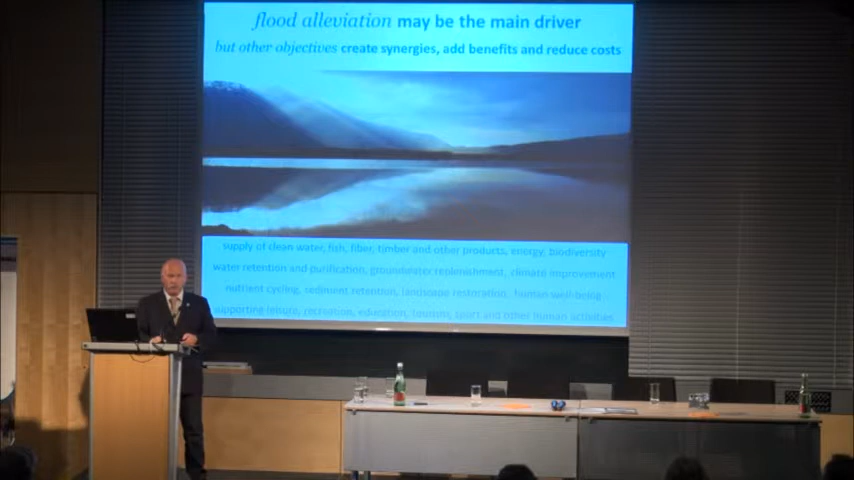 flood alleviation may be the main driver
but other objectives create synergies, add benefits and reduce costs
supply of clean water, fish, fiber, timber and other products, energy, biodiversity
water retention and purification, groundwater replenishment, climate improvement
nutrient cycling, sediment retention, landscape restoration, human well-being
supporting leisure, recreation, education, tourism, sport and other human activities